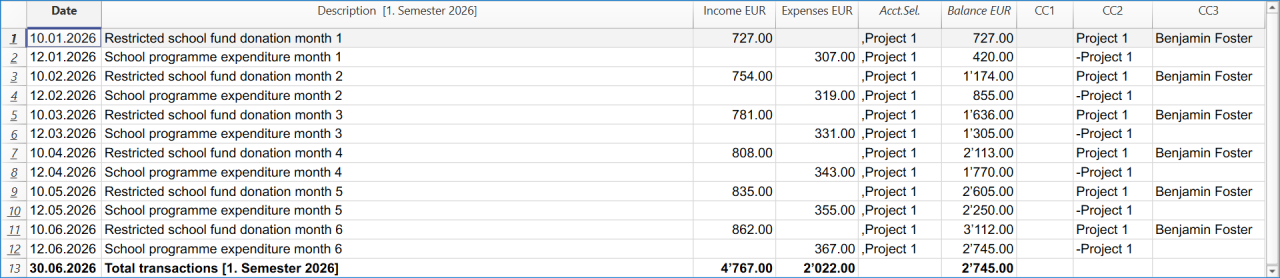 Date Description [1. Semester 2026] Income EUR Expenses EUR Acct.Sel. Balance EUR CC1 CC2 CC3
1 10.01.2026 Restricted school fund donation month 1 727.00 ,Project 1 727.00 Project 1 Benjamin Foster
2 12.01.2026 School programme expenditure month 1 307.00 ,Project 1 420.00 -Project 1
3 10.02.2026 Restricted school fund donation month 2 754.00 ,Project 1 1’174.00 Project 1 Benjamin Foster
4 12.02.2026 School programme expenditure month 2 319.00 ,Project 1 855.00 -Project 1
5 10.03.2026 Restricted school fund donation month 3 781.00 ,Project 1 1’636.00 Project 1 Benjamin Foster
6 12.03.2026 School programme expenditure month 3 331.00 ,Project 1 1’305.00 -Project 1
7 10.04.2026 Restricted school fund donation month 4 808.00 ,Project 1 2’113.00 Project 1 Benjamin Foster
8 12.04.2026 School programme expenditure month 4 343.00 ,Project 1 1’770.00 -Project 1
9 10.05.2026 Restricted school fund donation month 5 835.00 ,Project 1 2’605.00 Project 1 Benjamin Foster
10 12.05.2026 School programme expenditure month 5 355.00 ,Project 1 2’250.00 -Project 1
11 10.06.2026 Restricted school fund donation month 6 862.00 ,Project 1 3’112.00 Project 1 Benjamin Foster
12 12.06.2026 School programme expenditure month 6 367.00 ,Project 1 2’745.00 -Project 1
13 30.06.2026 Total transactions [1. Semester 2026] 4’767.00 2’022.00 2’745.00